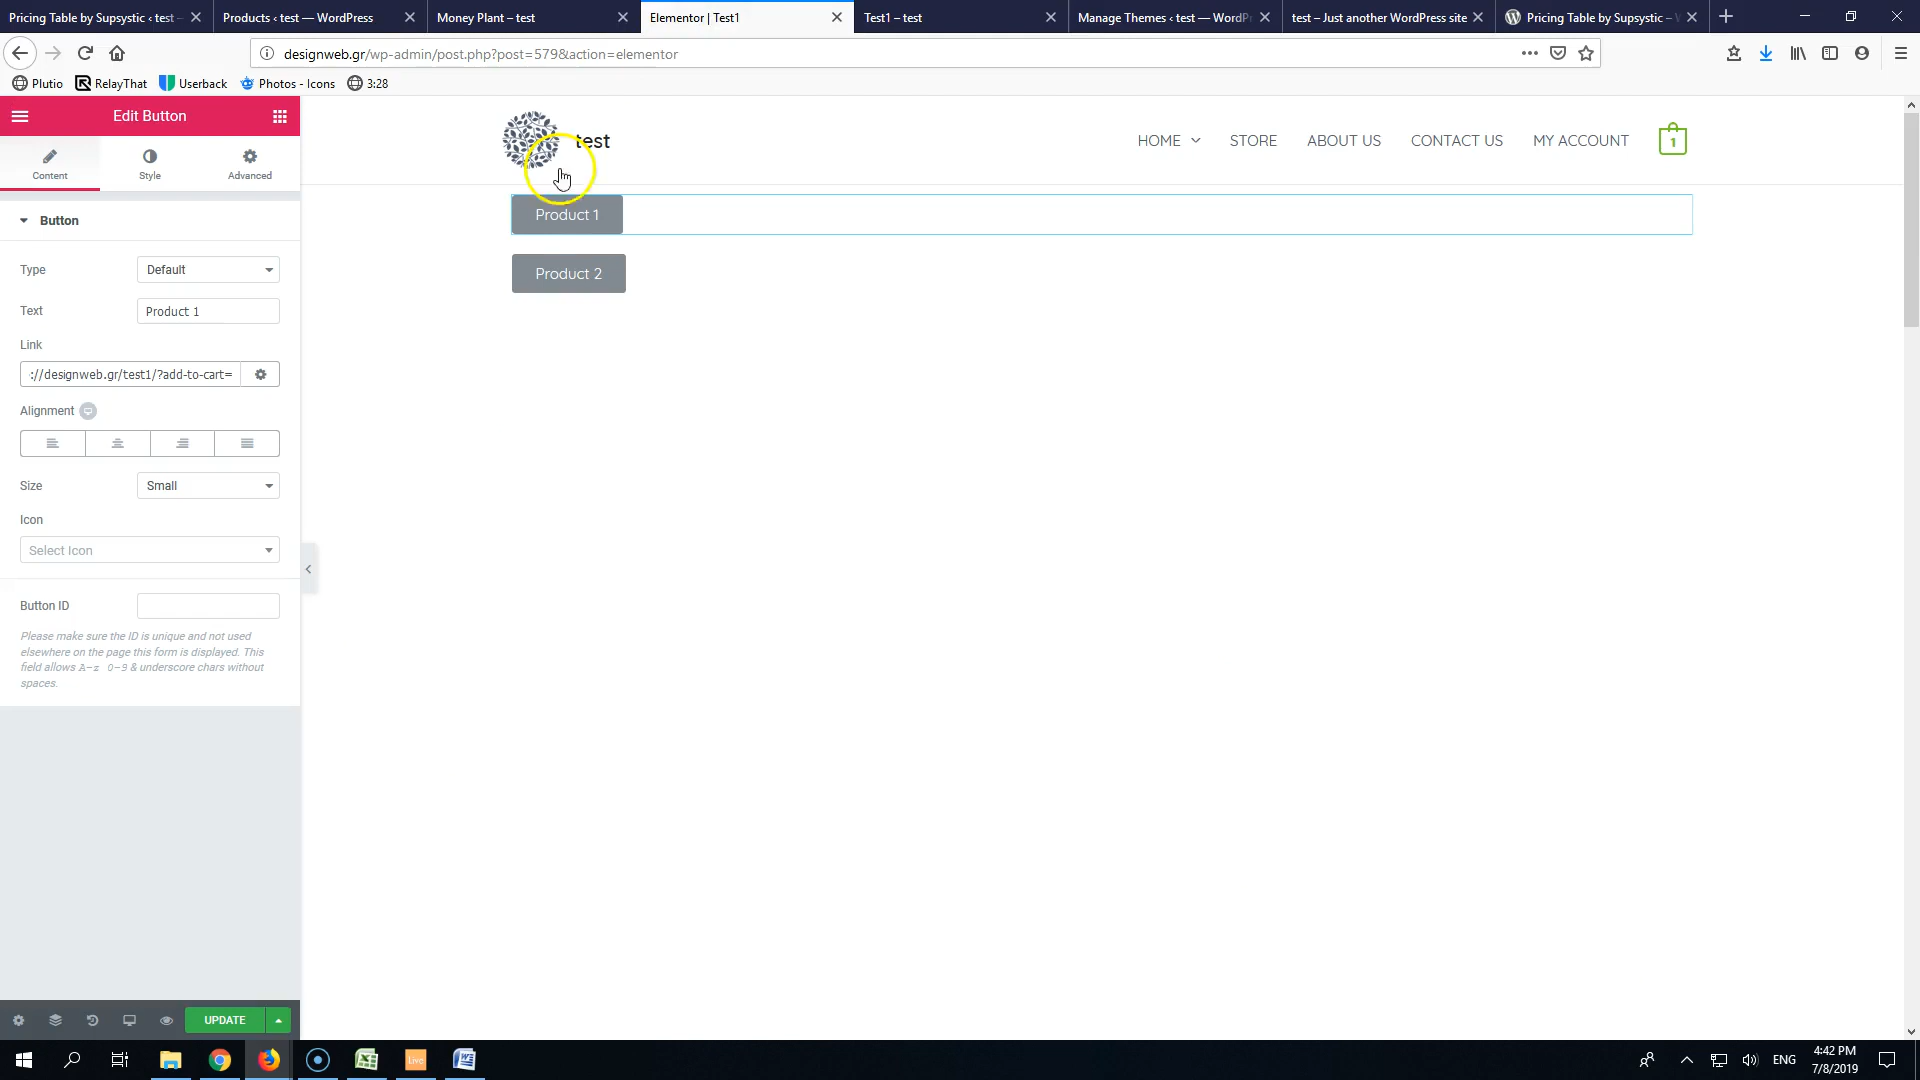 Pricing Table by Supsystic ‹ test –
Products ‹ test — WordPress
Money Plant – test
Elementor | Test1
Test1 – test
Manage Themes ‹ test — WordPr
test – Just another WordPress site
Pricing Table by Supsystic –
designweb.gr/wp-admin/post.php?post=579&action=elementor
Plutio
RelayThat
Userback
Photos - Icons
3:28
Edit Button
Content
Style
Advanced
Button
Type
Default
Text
Product 1
Link
://designweb.gr/test1/?add-to-cart=
Alignment
Size
Small
Icon
Select Icon
Button ID
Please make sure the ID is unique and not used
elsewhere on the page this form is displayed. This
field allows A-z 0-9 & underscore chars without
spaces.
UPDATE
test
HOME
STORE
ABOUT US
CONTACT US
MY ACCOUNT
1
Product 1
Product 2
Live
ENG
4:42 PM
7/8/2019